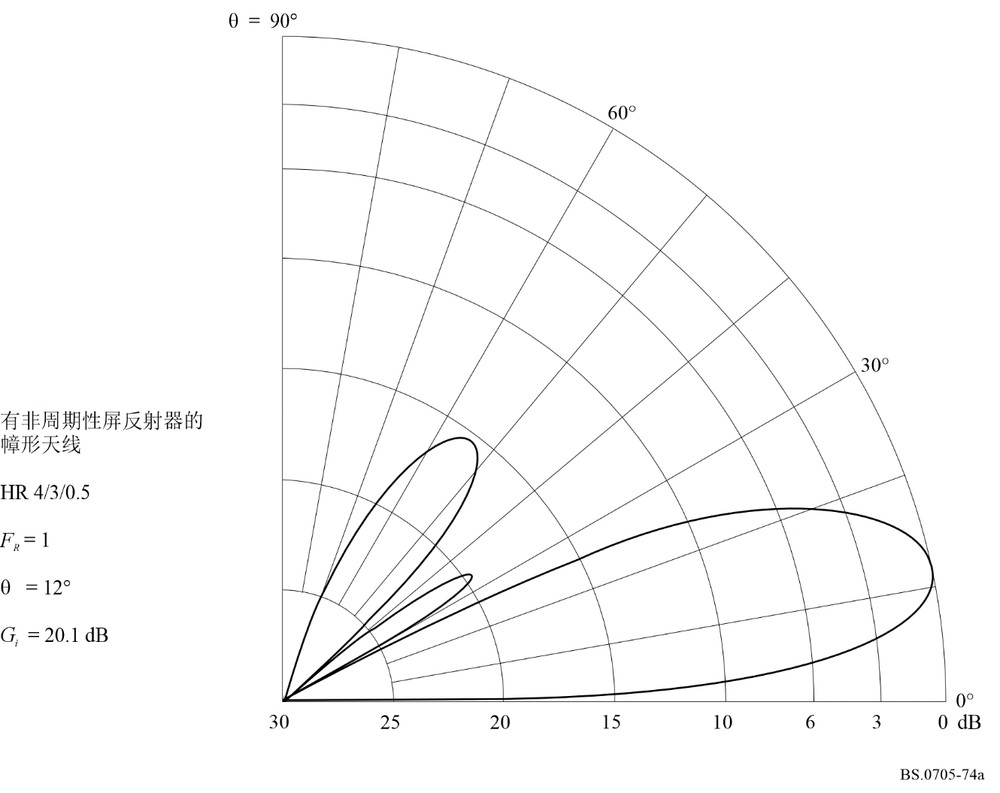 θ = 90°
60°
30°
有非周期性屏反射器的
幛形天线
HR 4/3/0.5
F_R = 1
θ = 12°
G_i = 20.1 dB
0°
30 25 20 15 10 6 3 0 dB
BS.0705-74a